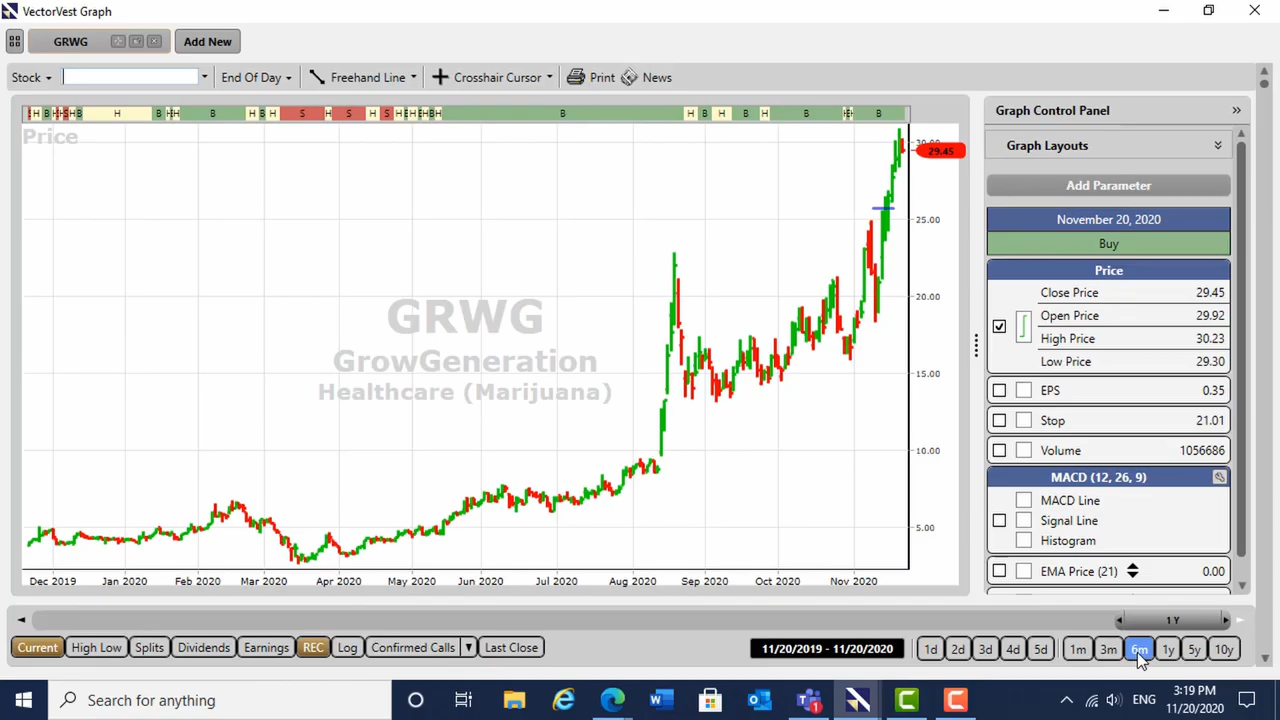 VectorVest Graph
GRWG
Add New
Stock End Of Day Freehand Line Crosshair Cursor Print News
H B H H S H B H B H H B H B H S H S H S H B H B H B H B H B H B H B H B
Price
GRWG
GrowGeneration
Healthcare (Marijuana)
30.00
29.45
25.00
20.00
15.00
10.00
5.00
Dec 2019 Jan 2020 Feb 2020 Mar 2020 Apr 2020 May 2020 Jun 2020 Jul 2020 Aug 2020 Sep 2020 Oct 2020 Nov 2020
Graph Control Panel
Graph Layouts
Add Parameter
November 20, 2020
Buy
Price
Close Price 29.45
Open Price 29.92
High Price 30.23
Low Price 29.30
EPS 0.35
Stop 21.01
Volume 1056686
MACD (12, 26, 9)
MACD Line
Signal Line
Histogram
EMA Price (21) 0.00
1 Y
Current High Low Splits Dividends Earnings REC Log Confirmed Calls Last Close 11/20/2019 - 11/20/2020 1d 2d 3d 4d 5d 1m 3m 6m 1y 5y 10y
Search for anything
ENG
3:19 PM
11/20/2020